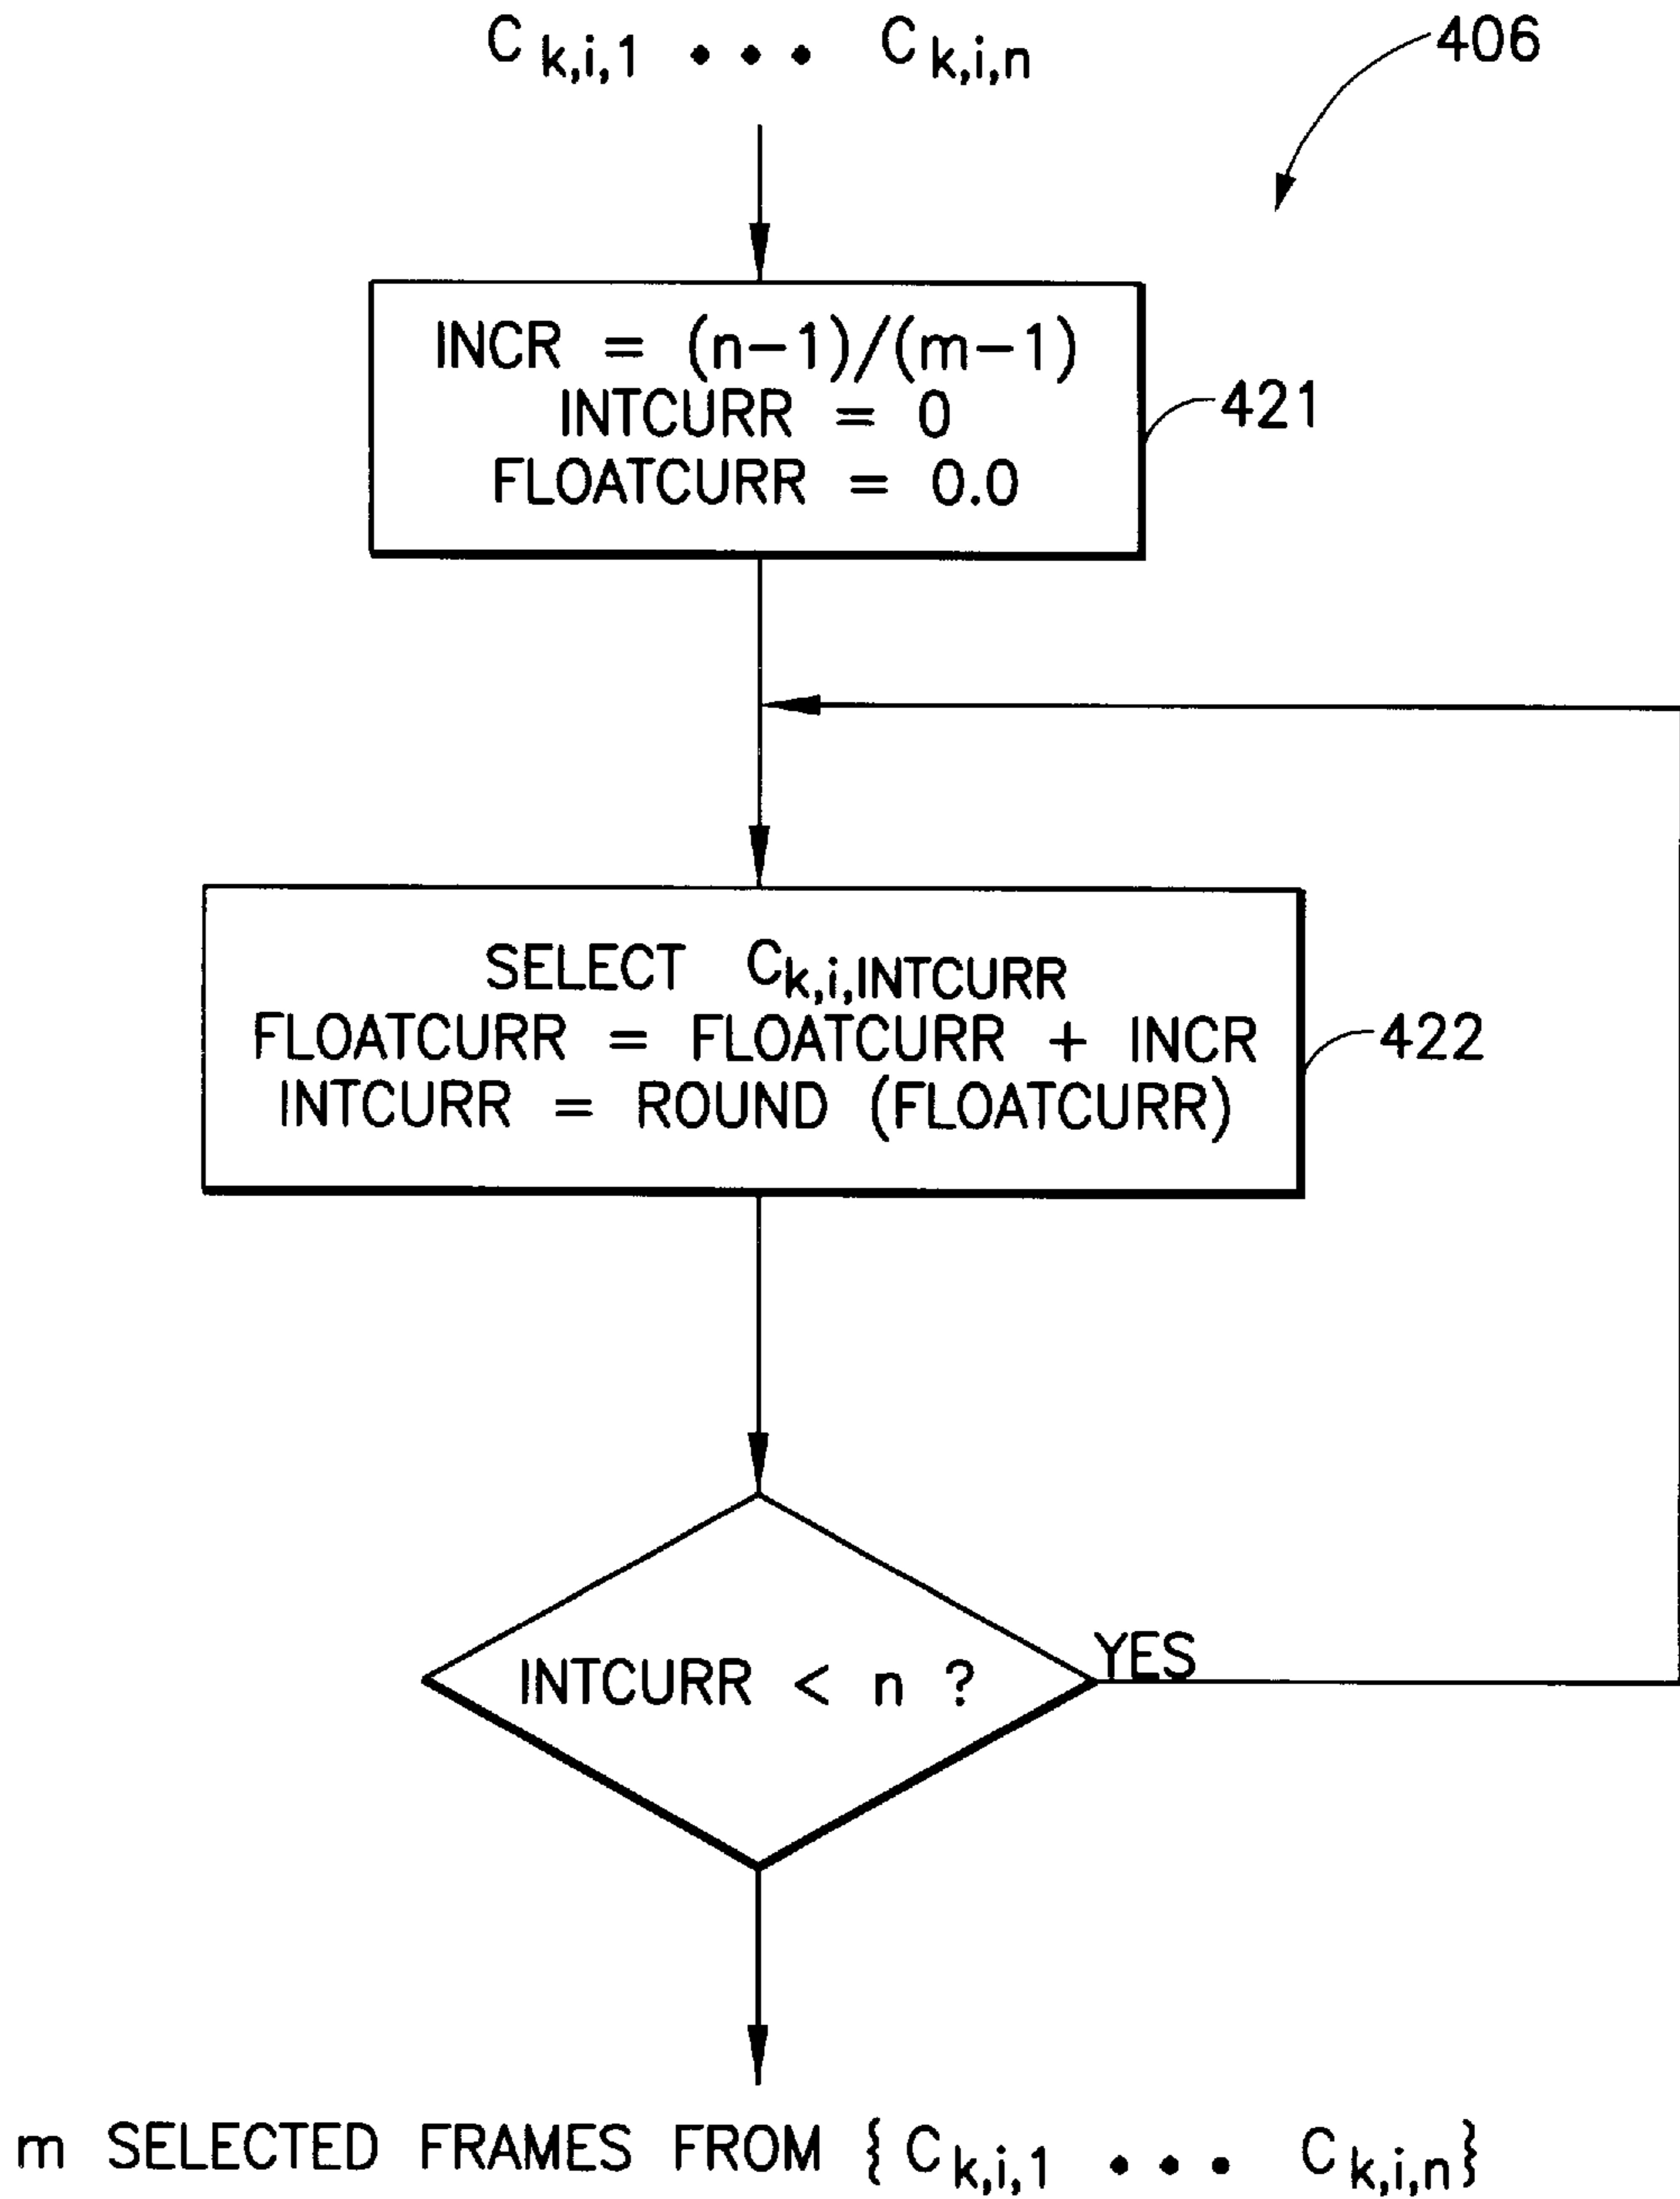 C k,i,1 • • • C k,i,n
406
INCR = (n-1)/(m-1)
INTCURR = 0
FLOATCURR = 0.0
421
SELECT C k,i,INTCURR
FLOATCURR = FLOATCURR + INCR
INTCURR = ROUND (FLOATCURR)
422
INTCURR < n ?
YES
m SELECTED FRAMES FROM { C k,i,1 • • • C k,i,n }